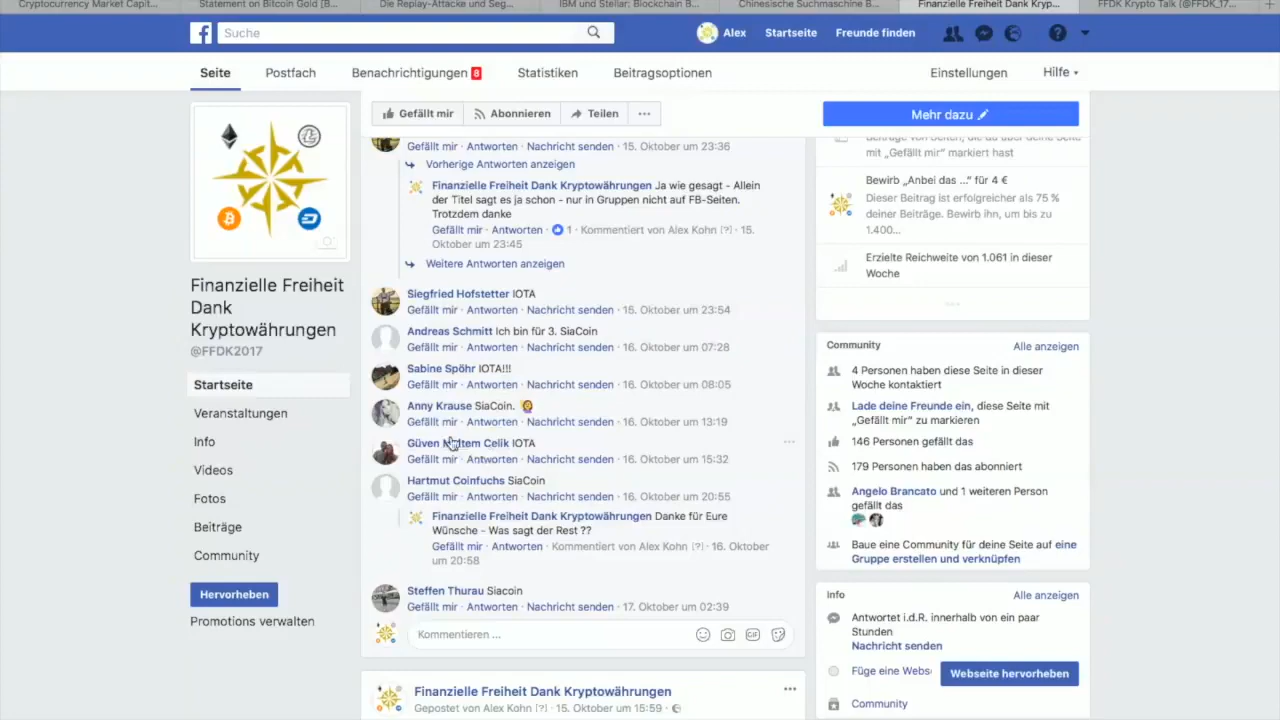 Cryptocurrency Market Capit...
Statement on Bitcoin Gold [B...
Die Replay-Attacke und Seg...
IBM und Stellar: Blockchain B...
Chinesische Suchmaschine B...
Finanzielle Freiheit Dank Kryp...
FFDK Krypto Talk (@FFDK_17...
Suche
Alex
Startseite
Freunde finden
Seite
Postfach
Benachrichtigungen 8
Statistiken
Beitragsoptionen
Einstellungen
Hilfe
Finanzielle Freiheit
Dank
Kryptowährungen
@FFDK2017
Startseite
Veranstaltungen
Info
Videos
Fotos
Beiträge
Community
Hervorheben
Promotions verwalten
Gefällt mir
Abonnieren
Teilen
Mehr dazu
Gefällt mir · Antworten · Nachricht senden · 15. Oktober um 23:36
Vorherige Antworten anzeigen
Finanzielle Freiheit Dank Kryptowährungen Ja wie gesagt - Allein
der Titel sagt es ja schon - nur in Gruppen nicht auf FB-Seiten.
Trotzdem danke
Gefällt mir · Antworten · 1 · Kommentiert von Alex Kohn [?] · 15.
Oktober um 23:45
Weitere Antworten anzeigen
Siegfried Hofstetter IOTA
Gefällt mir · Antworten · Nachricht senden · 15. Oktober um 23:54
Andreas Schmitt Ich bin für 3. SiaCoin
Gefällt mir · Antworten · Nachricht senden · 16. Oktober um 07:28
Sabine Spöhr IOTA!!!
Gefällt mir · Antworten · Nachricht senden · 16. Oktober um 08:05
Anny Krause SiaCoin.
Gefällt mir · Antworten · Nachricht senden · 16. Oktober um 13:19
Güven Celik IOTA
Gefällt mir · Antworten · Nachricht senden · 16. Oktober um 15:32
Hartmut Coinfuchs SiaCoin
Gefällt mir · Antworten · Nachricht senden · 16. Oktober um 20:55
Finanzielle Freiheit Dank Kryptowährungen Danke für Eure
Wünsche - Was sagt der Rest ??
Gefällt mir · Antworten · Kommentiert von Alex Kohn [?] · 16. Oktober
um 20:58
Steffen Thurau Siacoin
Gefällt mir · Antworten · Nachricht senden · 17. Oktober um 02:39
Kommentieren ...
GIF
Finanzielle Freiheit Dank Kryptowährungen
Gepostet von Alex Kohn [?] · 15. Oktober um 15:59 ·
Beiträge von Seiten, die du über deine Seite
mit „Gefällt mir“ markiert hast
Bewirb „Anbei das ...“ für 4 €
Dieser Beitrag ist erfolgreicher als 75 %
deiner Beiträge. Bewirb ihn, um bis zu
1.400...
Erzielte Reichweite von 1.061 in dieser
Woche
Community
Alle anzeigen
4 Personen haben diese Seite in dieser
Woche kontaktiert
Lade deine Freunde ein, diese Seite mit
„Gefällt mir“ zu markieren
146 Personen gefällt das
179 Personen haben das abonniert
Angelo Brancato und 1 weiteren Person
gefällt das
Baue eine Community für deine Seite auf eine
Gruppe erstellen und verknüpfen
Info
Alle anzeigen
Antwortet i.d.R. innerhalb von ein paar
Stunden
Nachricht senden
Füge eine Webs
Webseite hervorheben
Community